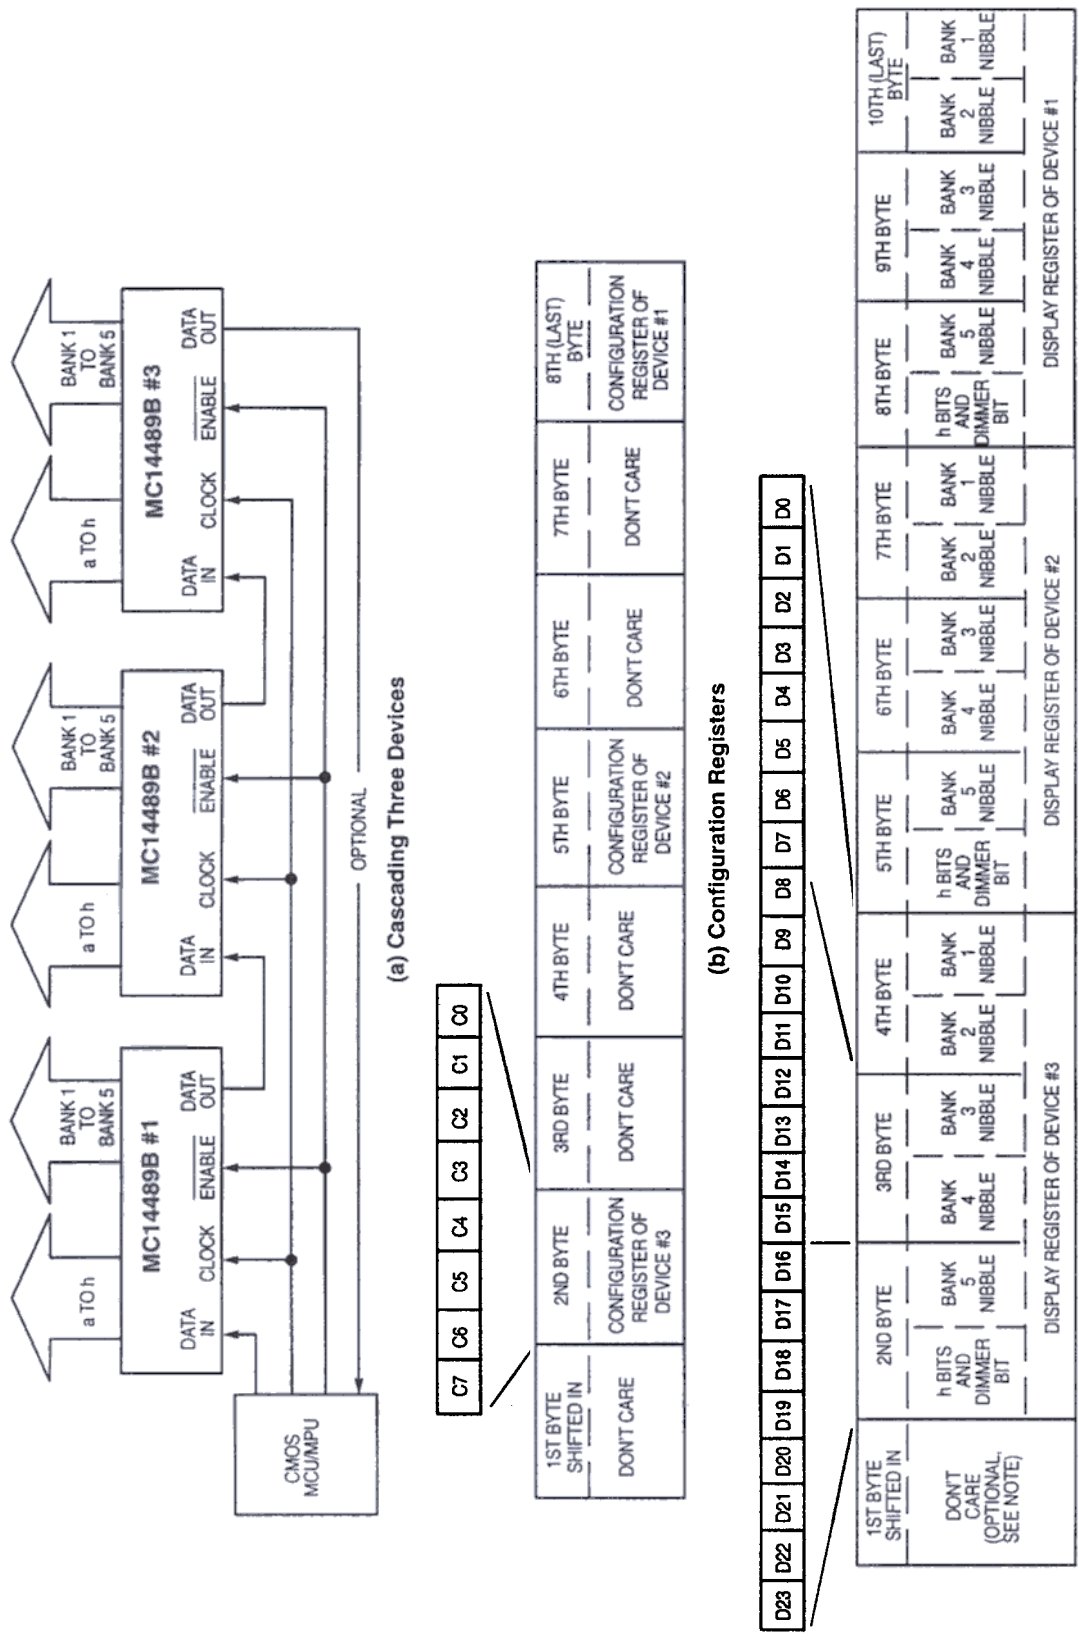 BANK 1
TO
BANK 5
a TO h
MC14489B #1
DATA
IN
CLOCK
ENABLE
DATA
OUT
BANK 1
TO
BANK 5
a TO h
MC14489B #2
DATA
IN
CLOCK
ENABLE
DATA
OUT
BANK 1
TO
BANK 5
a TO h
MC14489B #3
DATA
IN
CLOCK
ENABLE
DATA
OUT
CMOS
MCU/MPU
OPTIONAL
(a) Cascading Three Devices
C7 C6 C5 C4 C3 C2 C1 C0
1ST BYTE
SHIFTED IN
DON'T CARE
2ND BYTE
CONFIGURATION
REGISTER OF
DEVICE #3
3RD BYTE
DON'T CARE
4TH BYTE
DON'T CARE
5TH BYTE
CONFIGURATION
REGISTER OF
DEVICE #2
6TH BYTE
DON'T CARE
7TH BYTE
DON'T CARE
8TH (LAST)
BYTE
CONFIGURATION
REGISTER OF
DEVICE #1
(b) Configuration Registers
D23 D22 D21 D20 D19 D18 D17 D16 D15 D14 D13 D12 D11 D10 D9 D8 D7 D6 D5 D4 D3 D2 D1 D0
1ST BYTE
SHIFTED IN
DON'T
CARE
(OPTIONAL,
SEE NOTE)
2ND BYTE
h BITS
AND
DIMMER
BIT
BANK
5
NIBBLE
3RD BYTE
BANK
4
NIBBLE
BANK
3
NIBBLE
4TH BYTE
BANK
2
NIBBLE
BANK
1
NIBBLE
DISPLAY REGISTER OF DEVICE #3
5TH BYTE
h BITS
AND
DIMMER
BIT
BANK
5
NIBBLE
6TH BYTE
BANK
4
NIBBLE
BANK
3
NIBBLE
7TH BYTE
BANK
2
NIBBLE
BANK
1
NIBBLE
DISPLAY REGISTER OF DEVICE #2
8TH BYTE
h BITS
AND
DIMMER
BIT
BANK
5
NIBBLE
9TH BYTE
BANK
4
NIBBLE
BANK
3
NIBBLE
10TH (LAST)
BYTE
BANK
2
NIBBLE
BANK
1
NIBBLE
DISPLAY REGISTER OF DEVICE #1